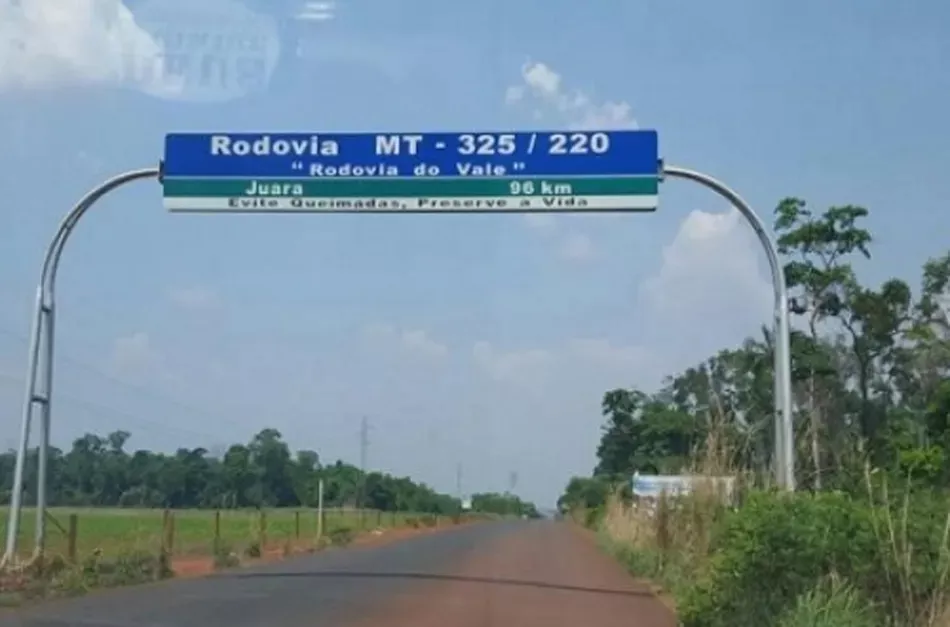 Rodovia MT - 325 / 220
" Rodovia do Vale "
Juara 96 km
Evite Queimadas, Preserve a Vida